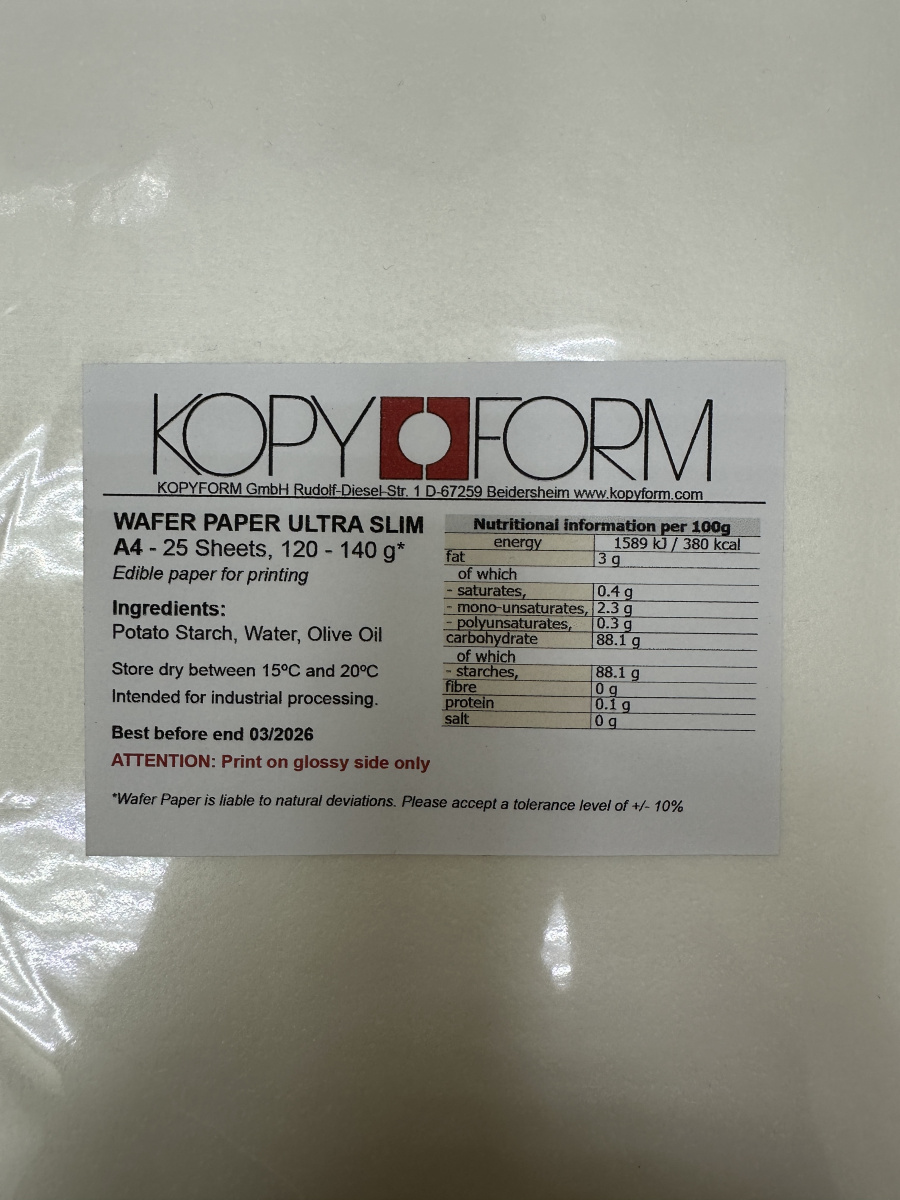 KOPYFORM
KOPYFORM GmbH Rudolf-Diesel-Str. 1 D-67259 Beidersheim www.kopyform.com
WAFER PAPER ULTRA SLIM
A4 - 25 Sheets, 120 - 140 g*
Edible paper for printing
Ingredients:
Potato Starch, Water, Olive Oil
Store dry between 15ºC and 20ºC
Intended for industrial processing.
Best before end 03/2026
ATTENTION: Print on glossy side only
Nutritional information per 100g
energy 1589 kJ / 380 kcal
fat 3 g
of which
- saturates, 0.4 g
- mono-unsaturates, 2.3 g
- polyunsaturates, 0.3 g
carbohydrate 88.1 g
of which
- starches, 88.1 g
fibre 0 g
protein 0.1 g
salt 0 g
*Wafer Paper is liable to natural deviations. Please accept a tolerance level of +/- 10%